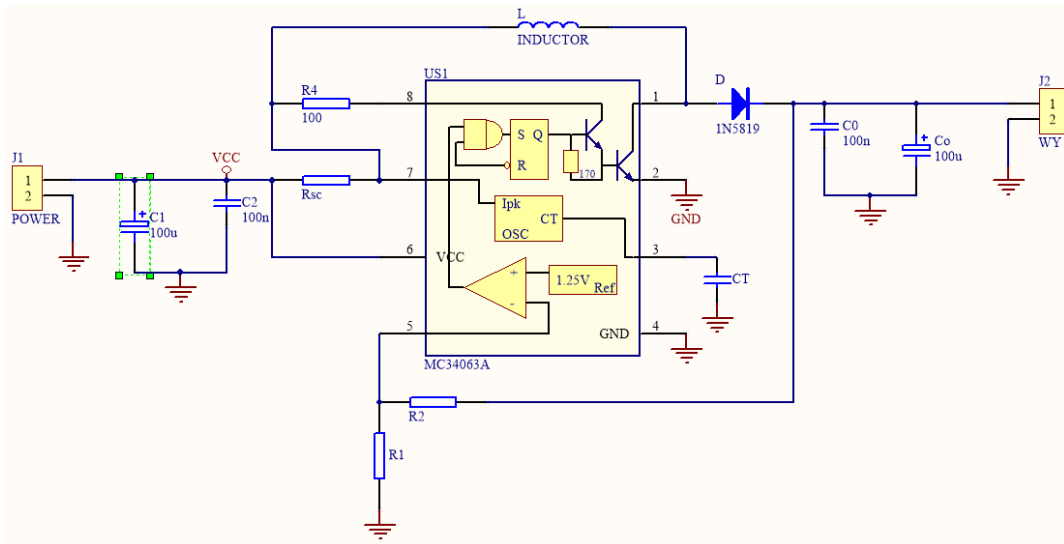 L
INDUCTOR
US1
R4
100
8
1
D
1N5819
J2
1
2
WY
C0
100n
Co
100u
+
S Q
R
170
J1
1
2
POWER
VCC
Rsc
7
2
GND
+
C1
100u
C2
100n
Ipk
CT
OSC
6
VCC
3
CT
+
-
1.25V
Ref
5
GND
4
MC34063A
R2
R1